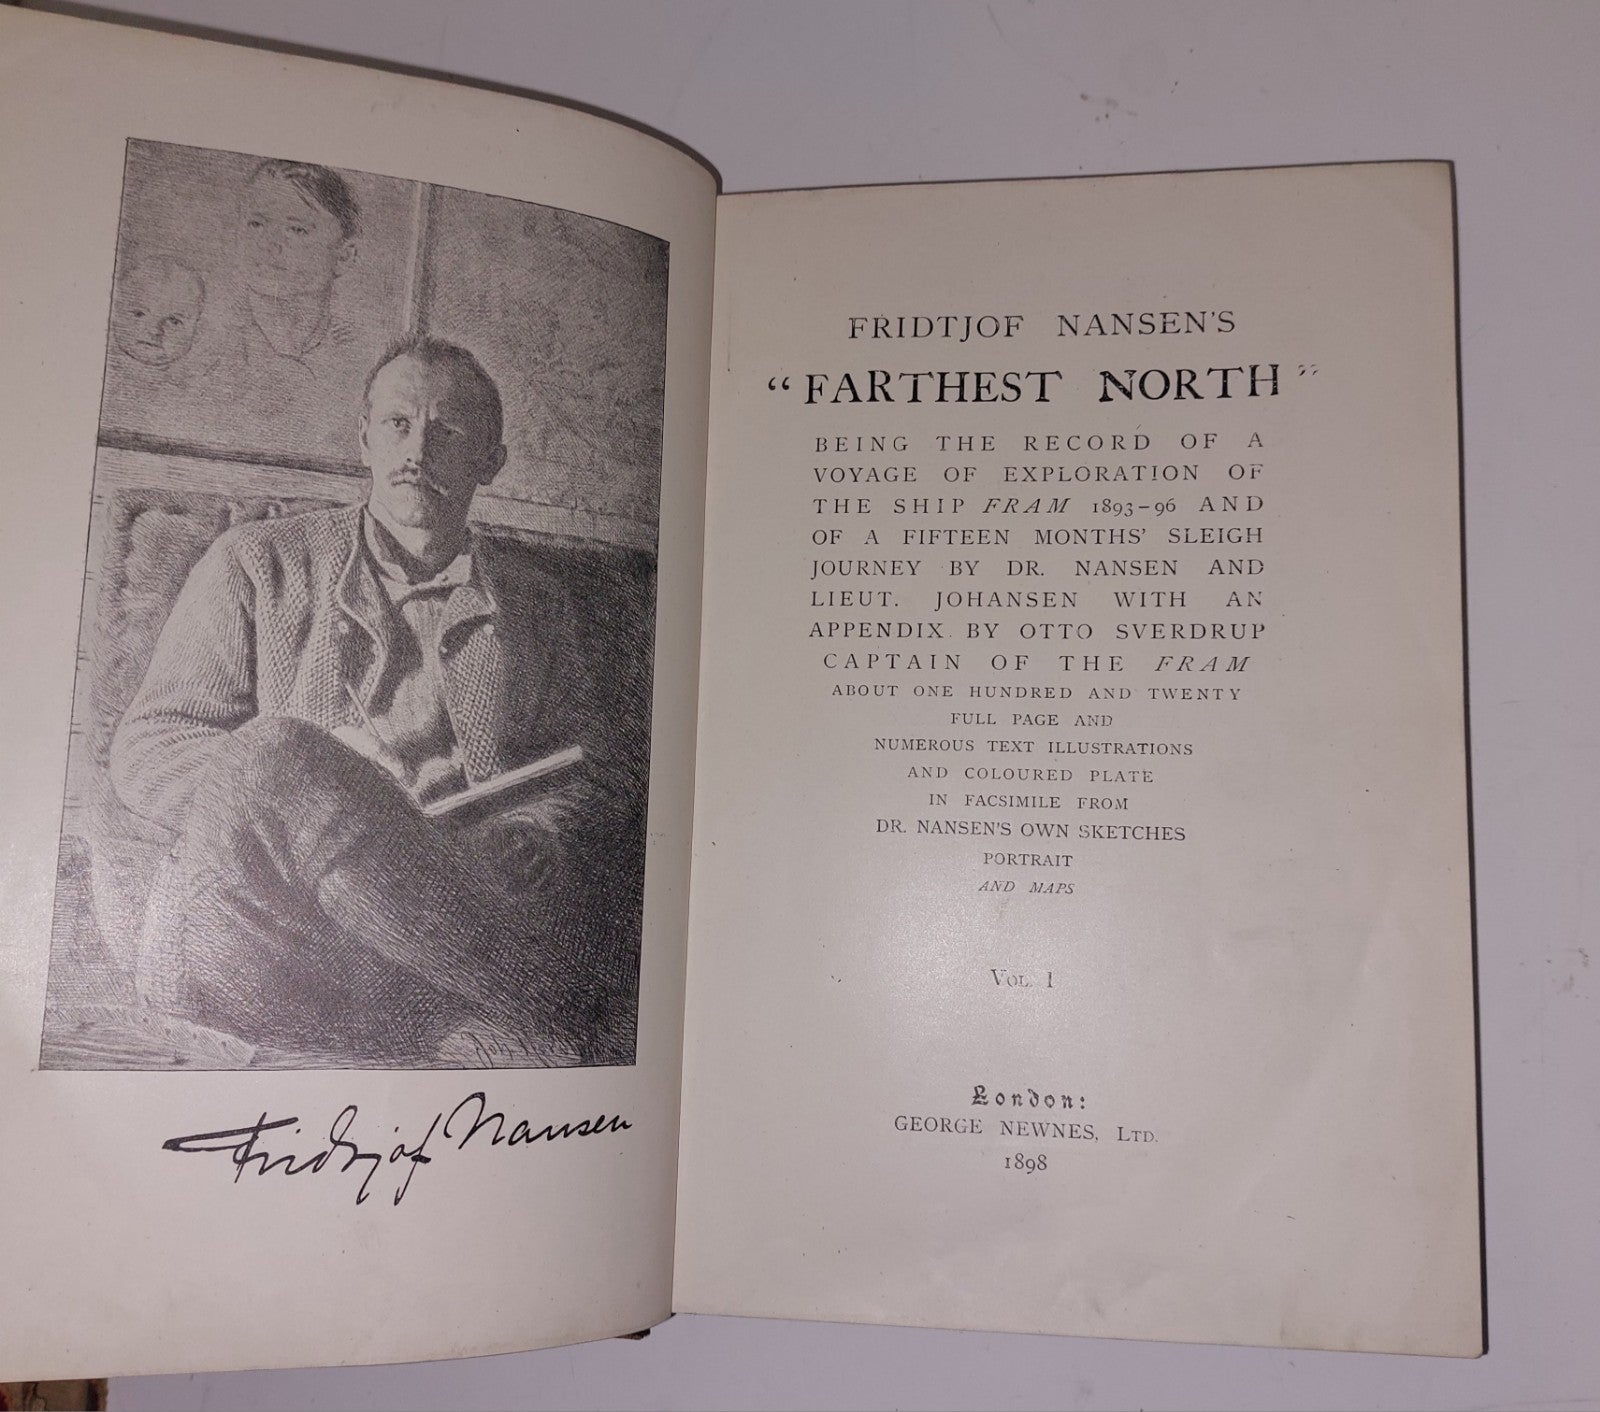 Fridtjof Nansen
FRIDTJOF NANSEN'S
"FARTHEST NORTH"
BEING THE RECORD OF A
VOYAGE OF EXPLORATION OF
THE SHIP FRAM 1893-96 AND
OF A FIFTEEN MONTHS' SLEIGH
JOURNEY BY DR. NANSEN AND
LIEUT. JOHANSEN WITH AN
APPENDIX BY OTTO SVERDRUP
CAPTAIN OF THE FRAM
ABOUT ONE HUNDRED AND TWENTY
FULL PAGE AND
NUMEROUS TEXT ILLUSTRATIONS
AND COLOURED PLATE
IN FACSIMILE FROM
DR. NANSEN'S OWN SKETCHES
PORTRAIT
AND MAPS
VOL. I
London:
GEORGE NEWNES, LTD.
1898